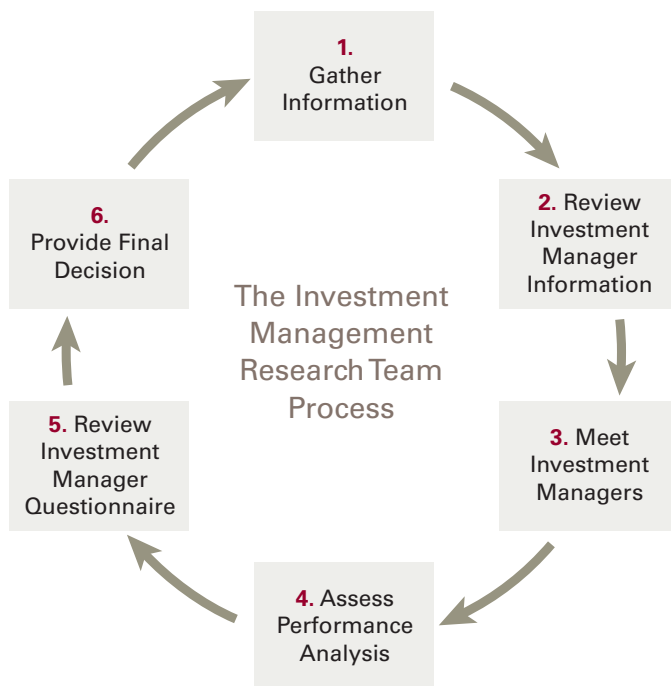 1.
Gather
Information
2. Review
Investment
Manager
Information
3. Meet
Investment
Managers
4. Assess
Performance
Analysis
5. Review
Investment
Manager
Questionnaire
6.
Provide Final
Decision
The Investment
Management
Research Team
Process